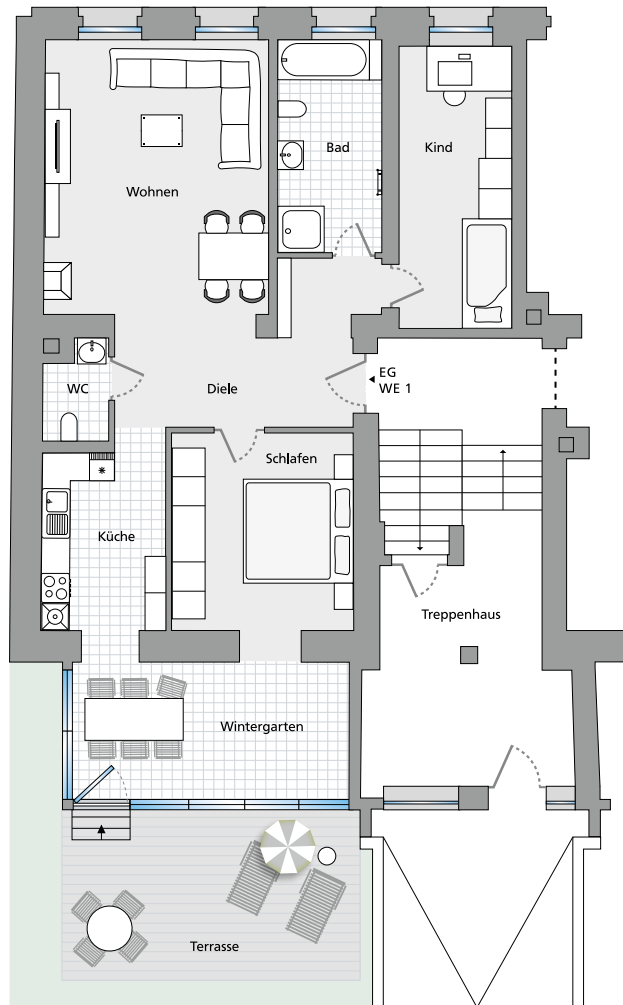 Bad
Kind
Wohnen
EG
WE 1
WC
Diele
Schlafen
Küche
Treppenhaus
Wintergarten
Terrasse